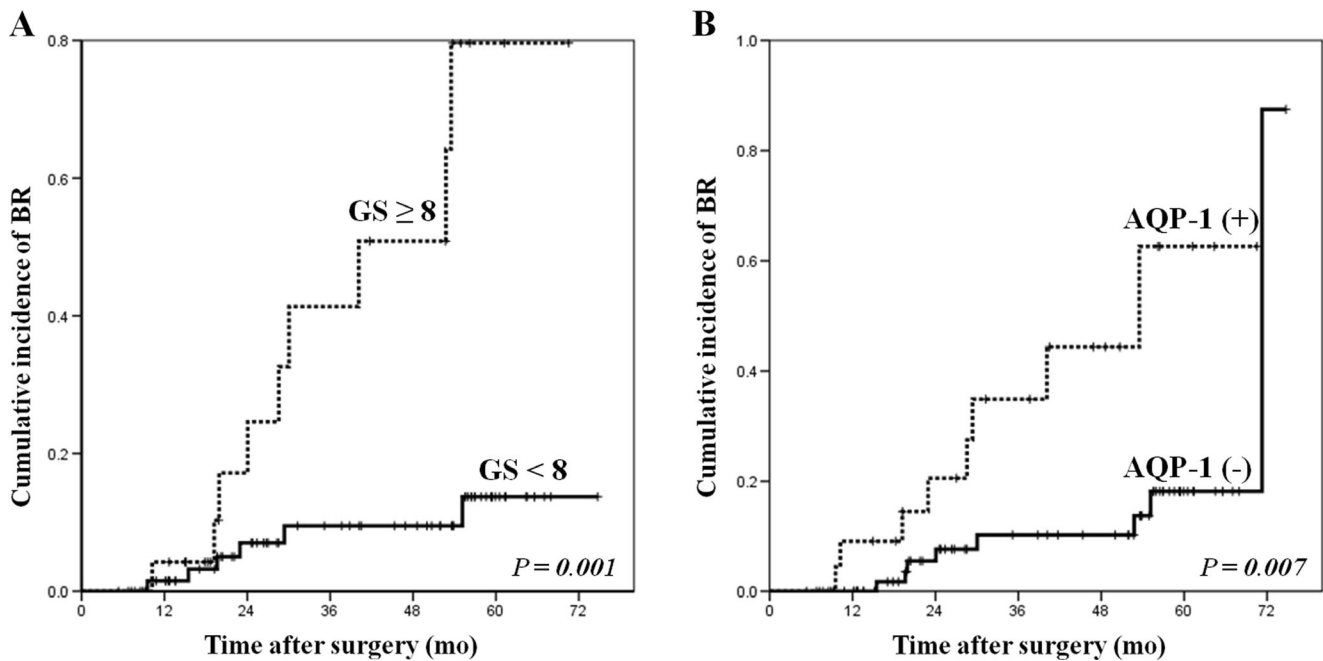 A
Cumulative incidence of BR
0.8
0.6
0.4
0.2
0.0
GS ≥ 8
GS < 8
P = 0.001
0 12 24 36 48 60 72
Time after surgery (mo)
B
Cumulative incidence of BR
1.0
0.8
0.6
0.4
0.2
0.0
AQP-1 (+)
AQP-1 (-)
P = 0.007
0 12 24 36 48 60 72
Time after surgery (mo)